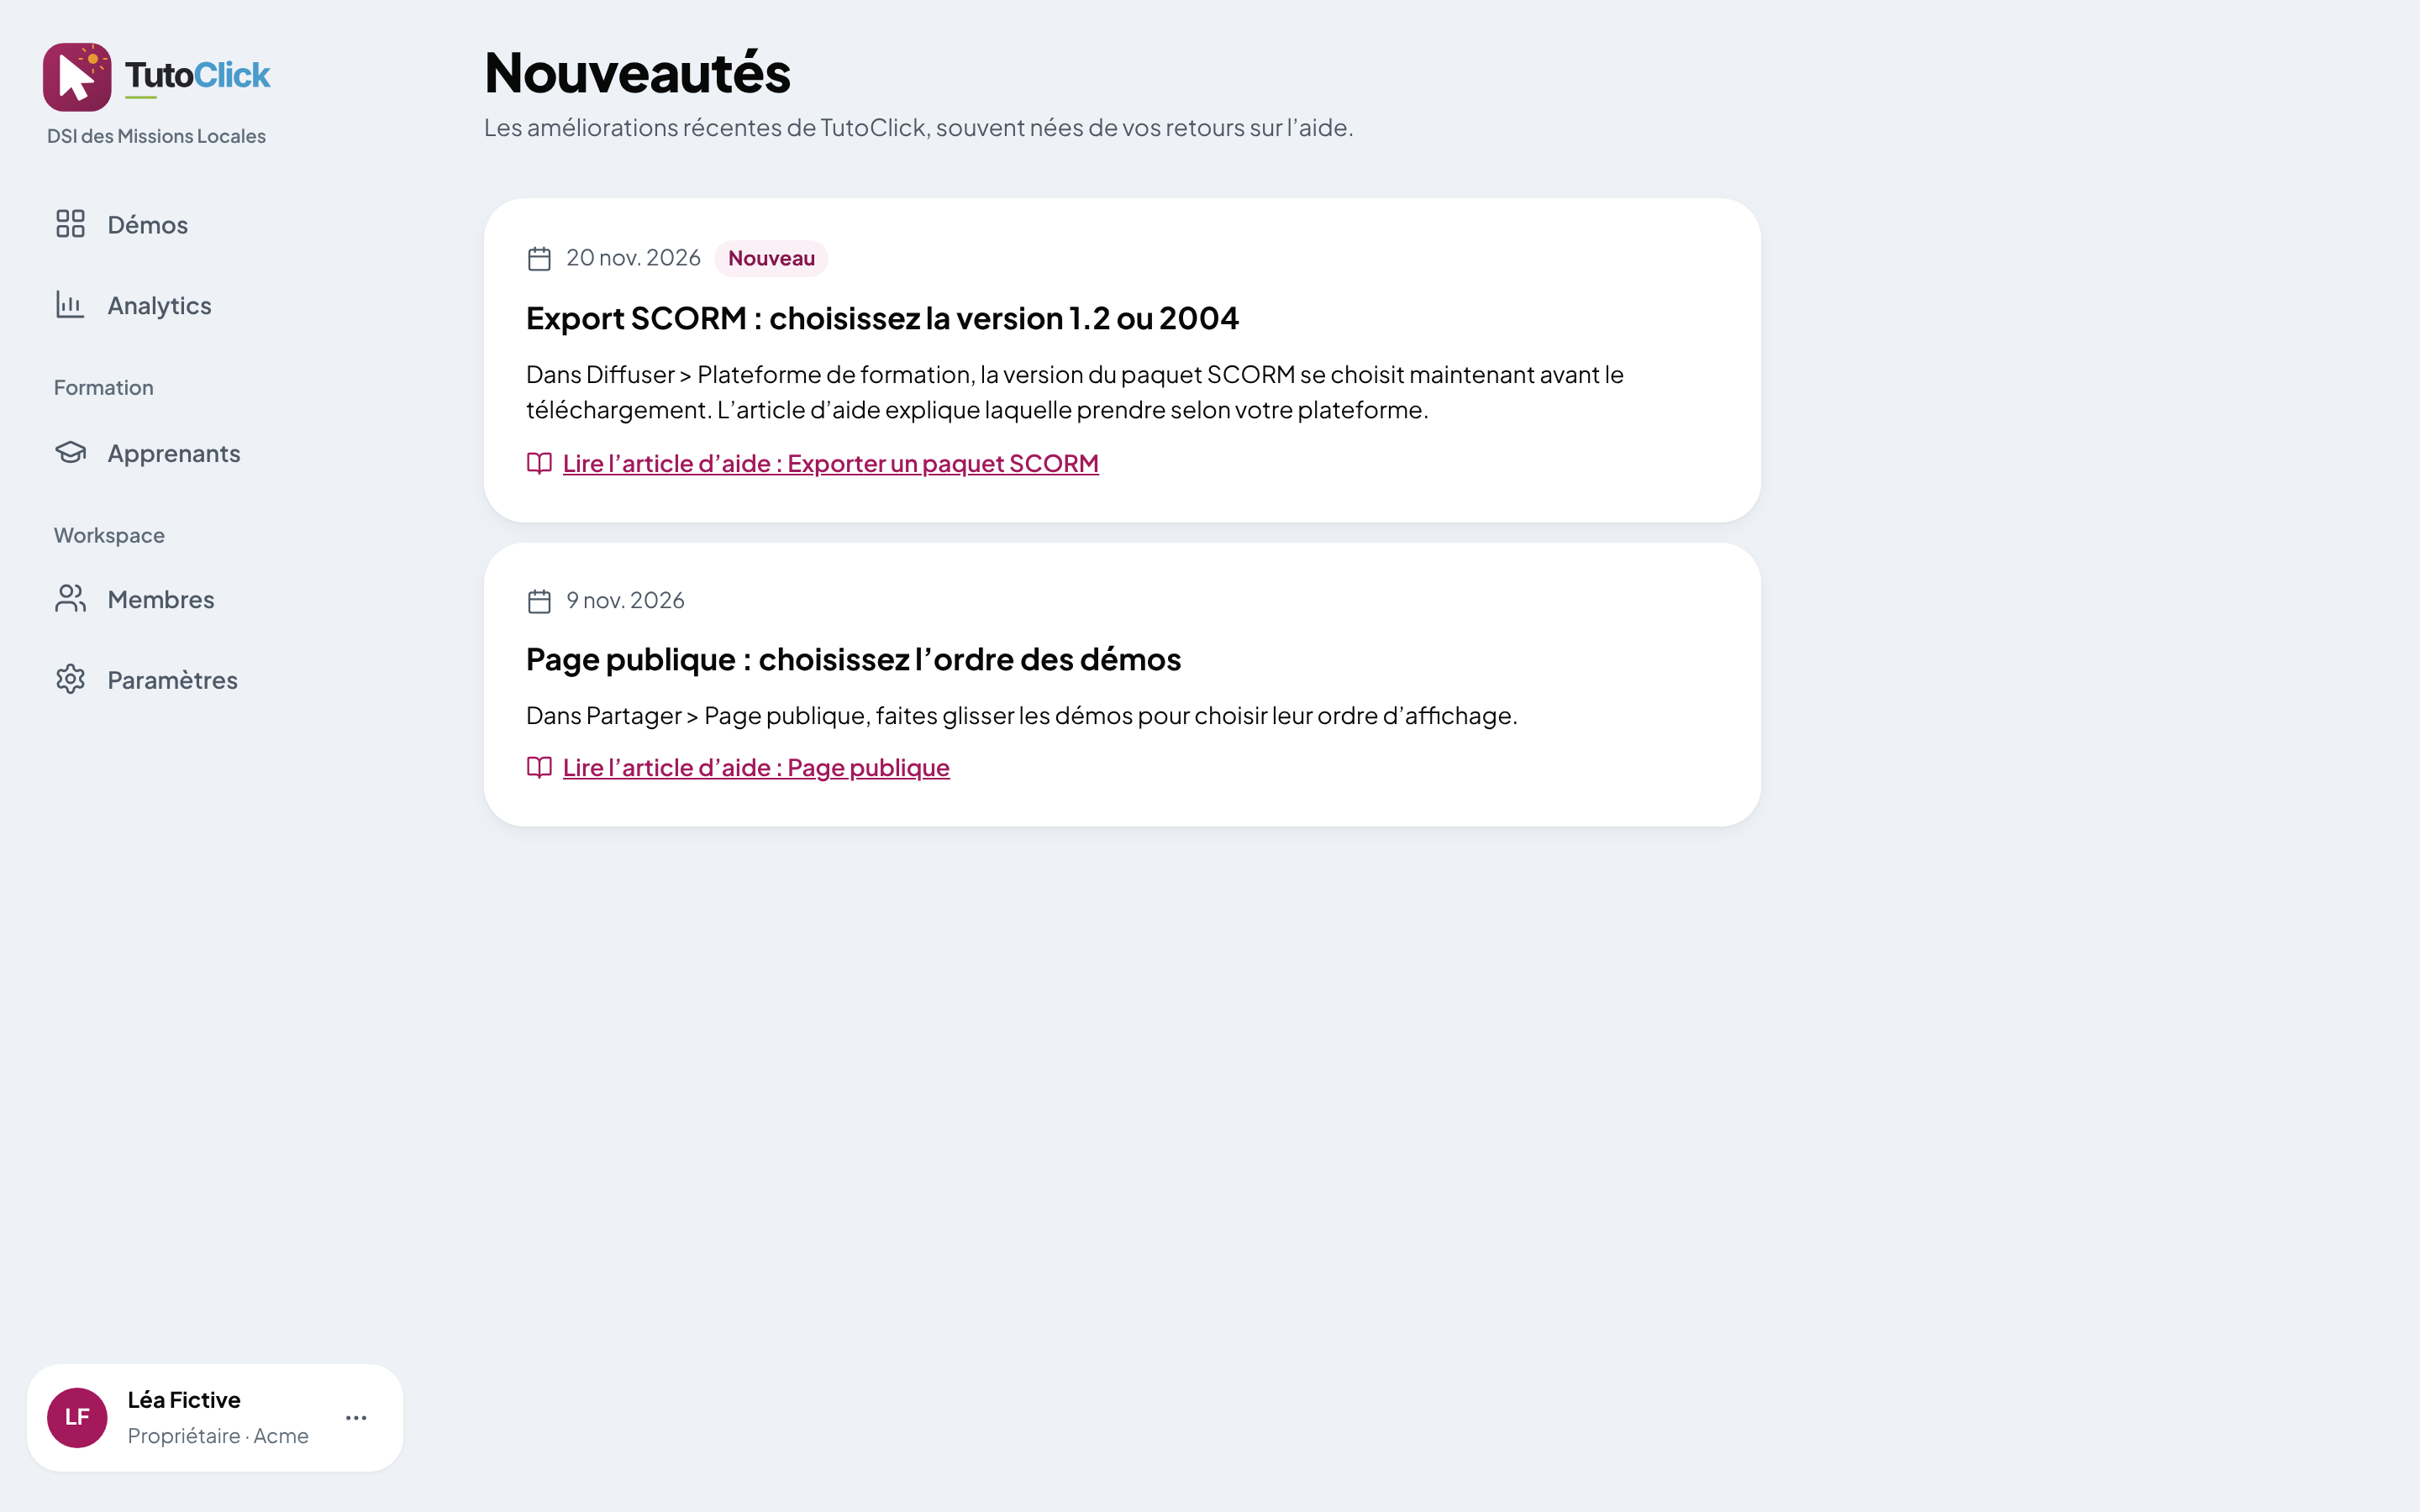 TutoClick
DSI des Missions Locales
Démos
Analytics
Formation
Apprenants
Workspace
Membres
Paramètres
LF
Léa Fictive
Propriétaire · Acme
Nouveautés
Les améliorations récentes de TutoClick, souvent nées de vos retours sur l’aide.
20 nov. 2026 Nouveau
Export SCORM : choisissez la version 1.2 ou 2004
Dans Diffuser > Plateforme de formation, la version du paquet SCORM se choisit maintenant avant le
téléchargement. L’article d’aide explique laquelle prendre selon votre plateforme.
Lire l’article d’aide : Exporter un paquet SCORM
9 nov. 2026
Page publique : choisissez l’ordre des démos
Dans Partager > Page publique, faites glisser les démos pour choisir leur ordre d’affichage.
Lire l’article d’aide : Page publique